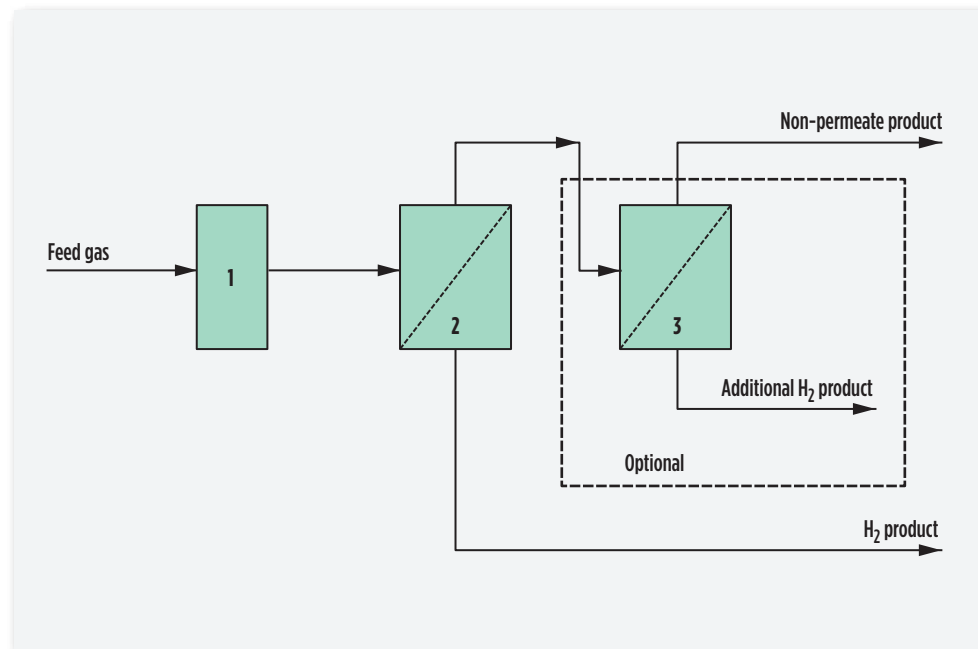 Non-permeate product
Feed gas
1
2
3
Additional H₂ product
Optional
H₂ product